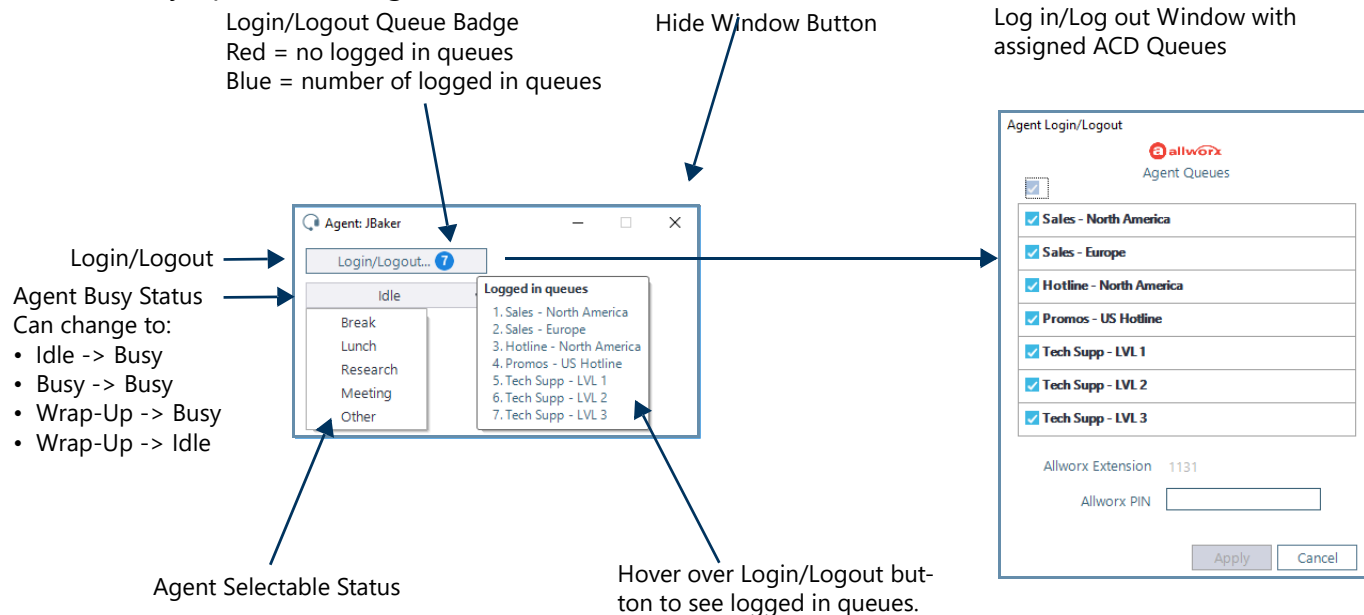 Login/Logout Queue Badge
Red = no logged in queues
Blue = number of logged in queues
Hide Window Button
Log in/Log out Window with
assigned ACD Queues
Login/Logout
Agent Busy Status
Can change to:
• Idle -> Busy
• Busy -> Busy
• Wrap-Up -> Busy
• Wrap-Up -> Idle
Agent: JBaker
Login/Logout... 7
Idle
Break
Lunch
Research
Meeting
Other
Logged in queues
1. Sales - North America
2. Sales - Europe
3. Hotline - North America
4. Promos - US Hotline
5. Tech Supp - LVL 1
6. Tech Supp - LVL 2
7. Tech Supp - LVL 3
Agent Selectable Status
Hover over Login/Logout but-
ton to see logged in queues.
Agent Login/Logout
allworx
Agent Queues
Sales - North America
Sales - Europe
Hotline - North America
Promos - US Hotline
Tech Supp - LVL 1
Tech Supp - LVL 2
Tech Supp - LVL 3
Allworx Extension 1131
Allworx PIN
Apply Cancel